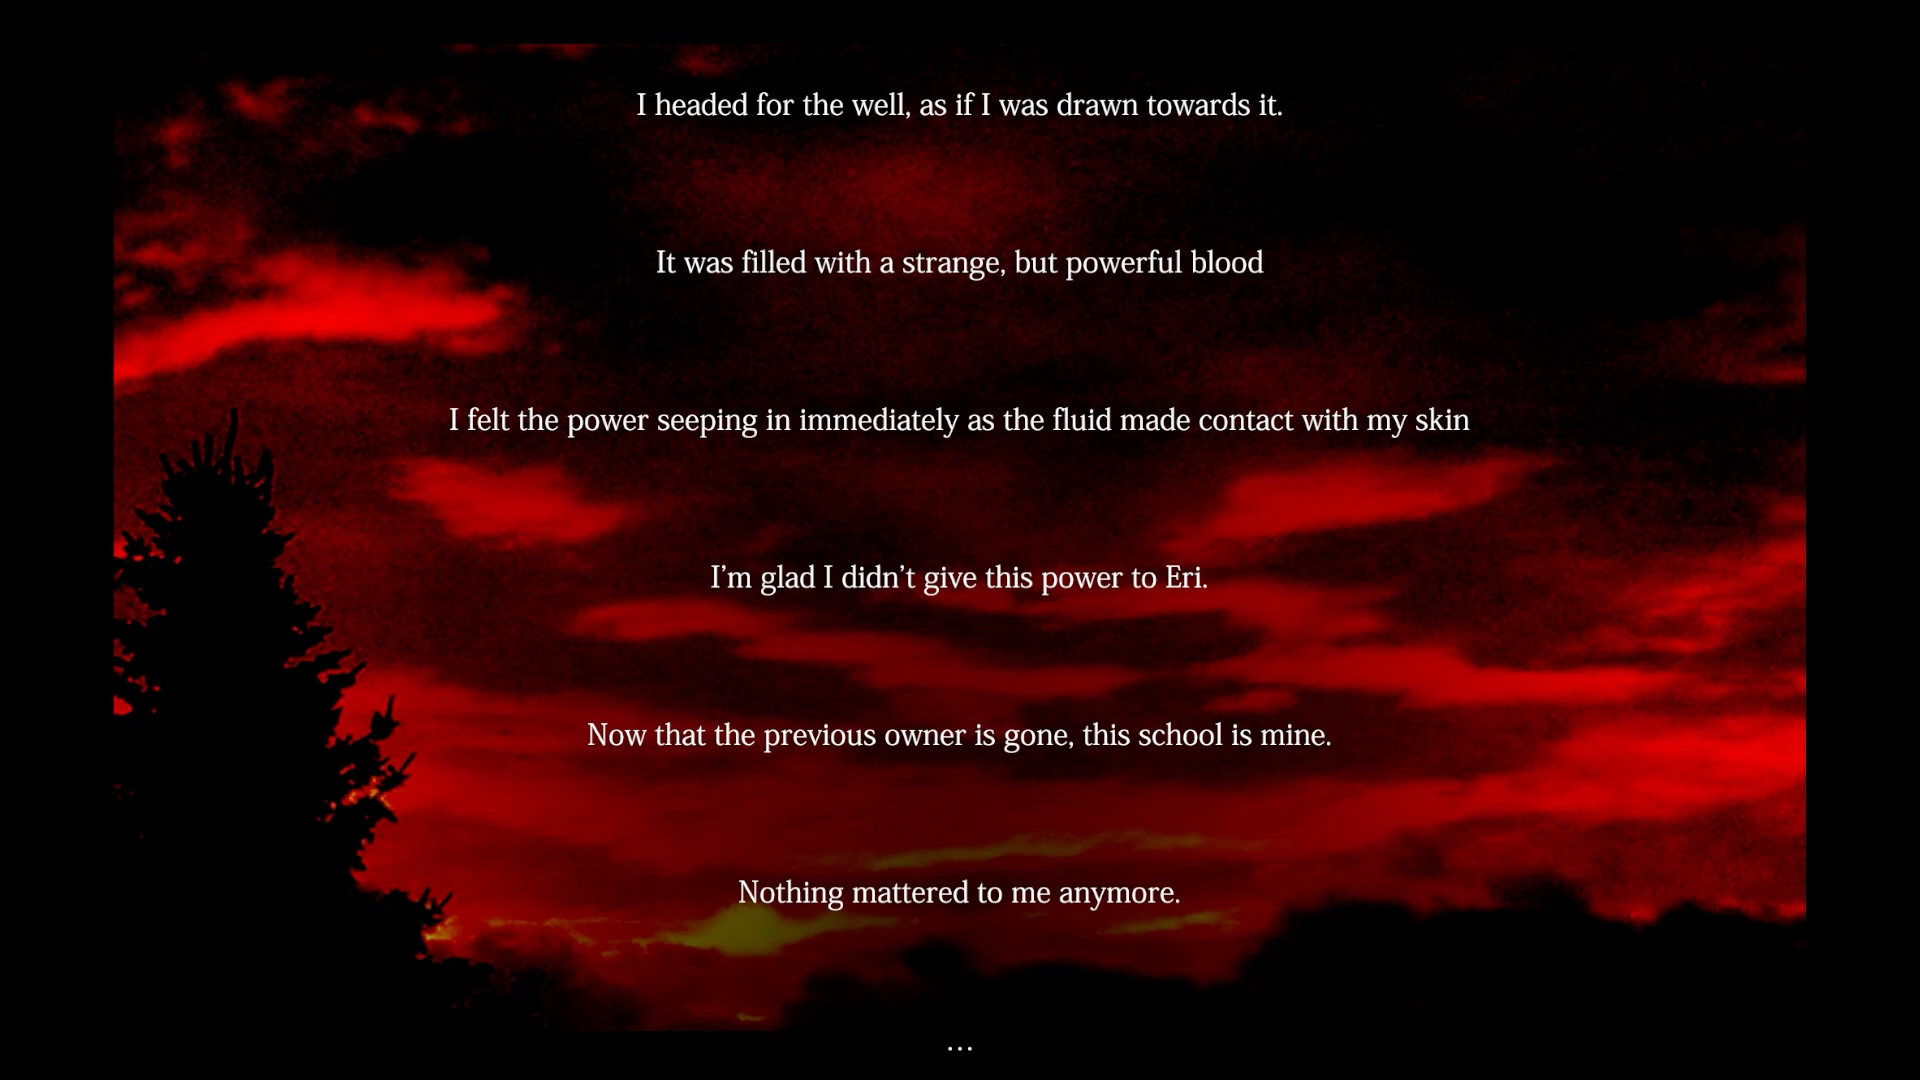 I headed for the well, as if I was drawn towards it.
It was filled with a strange, but powerful blood
I felt the power seeping in immediately as the fluid made contact with my skin
I’m glad I didn’t give this power to Eri.
Now that the previous owner is gone, this school is mine.
Nothing mattered to me anymore.
...